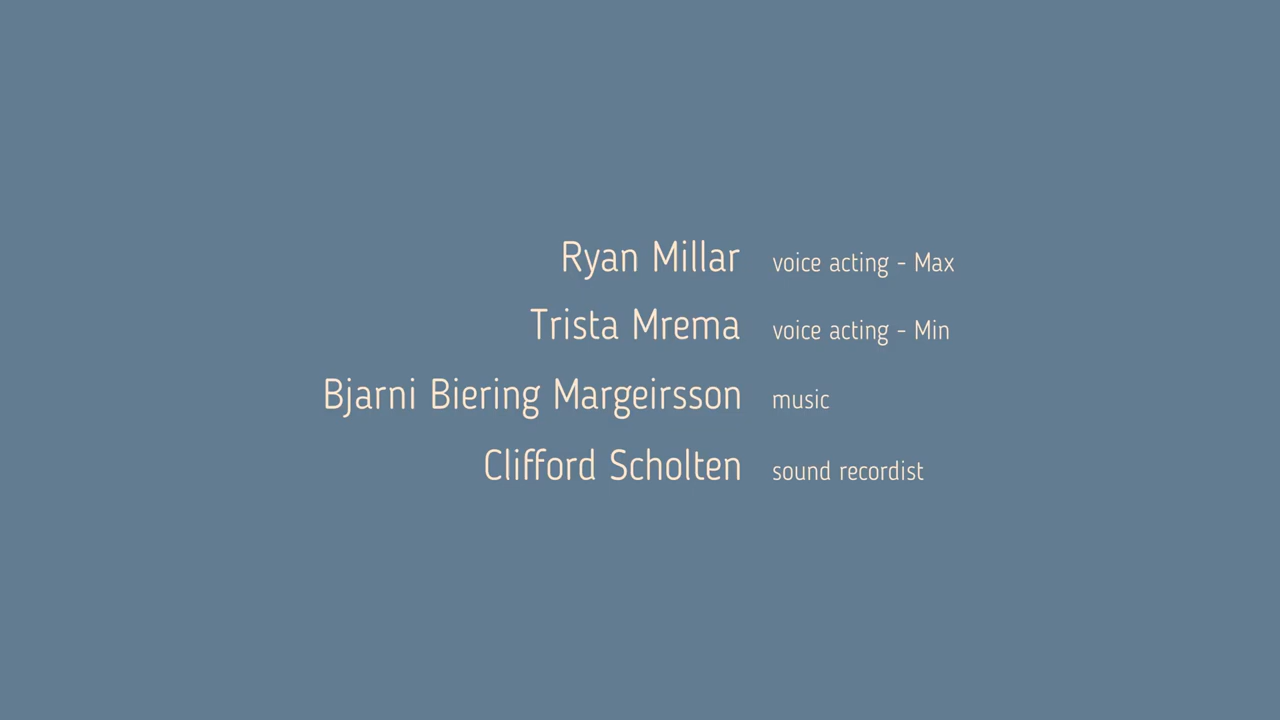 Ryan Millar voice acting - Max
Trista Mrema voice acting - Min
Bjarni Biering Margeirsson music
Clifford Scholten sound recordist